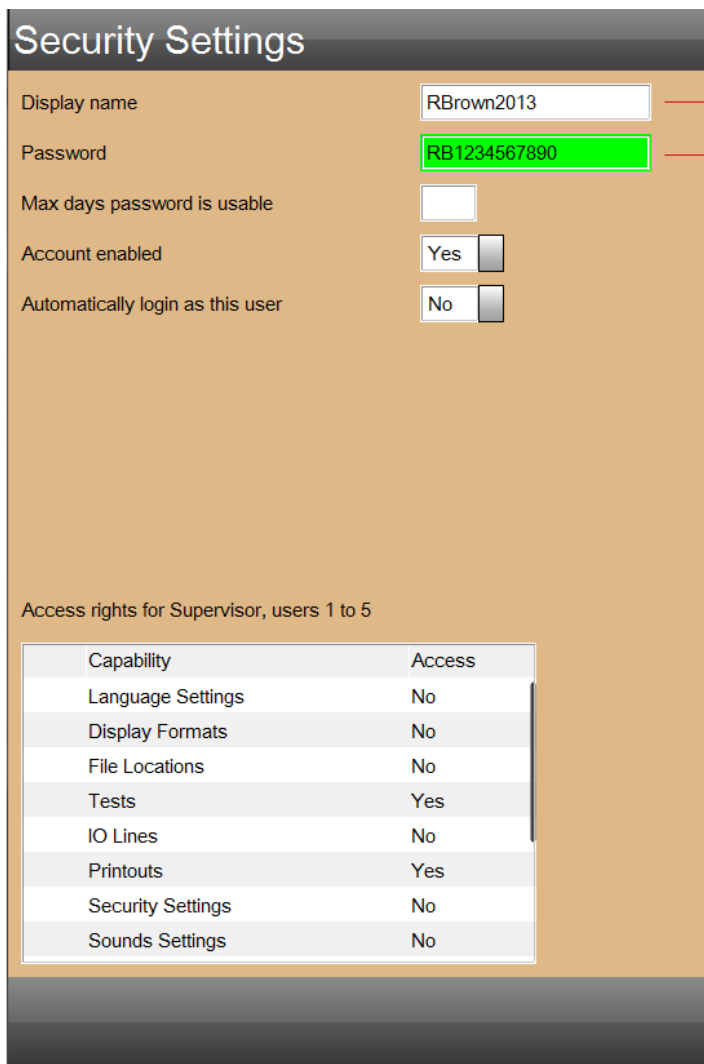 Security Settings
Display name RBrown2013
Password RB1234567890
Max days password is usable
Account enabled Yes
Automatically login as this user No
Access rights for Supervisor, users 1 to 5
Capability Access
Language Settings No
Display Formats No
File Locations No
Tests Yes
IO Lines No
Printouts Yes
Security Settings No
Sounds Settings No